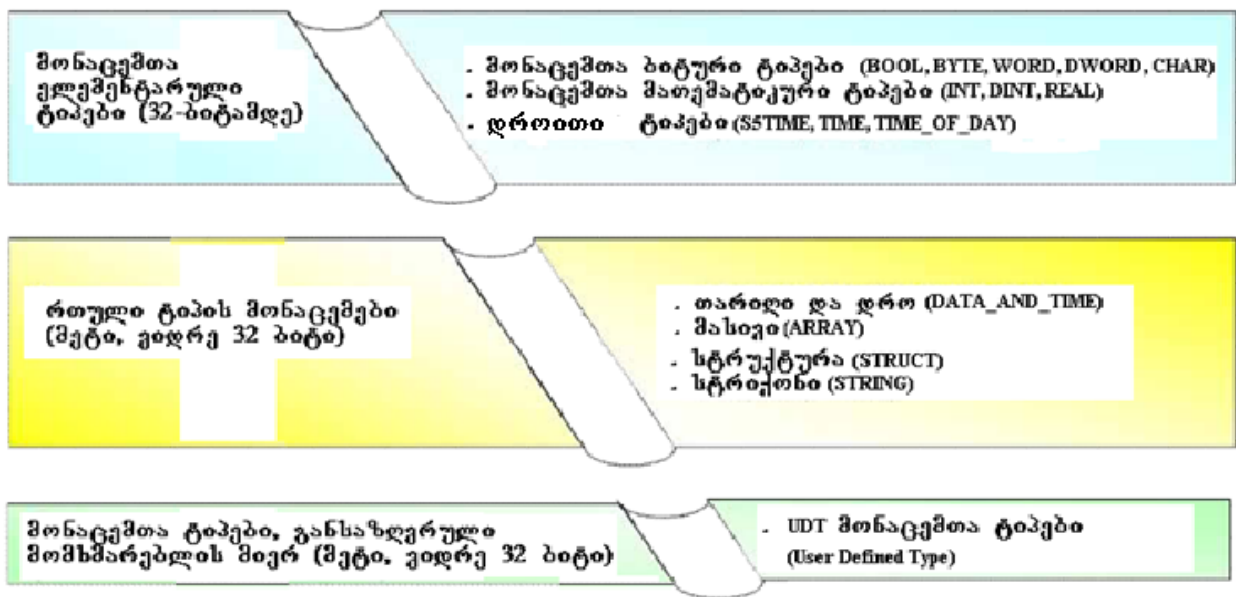 მონაცემთა
ელემენტარული
ტიპები (32-ბიტამდე)
. მონაცემთა ბიტური ტიპები (BOOL, BYTE, WORD, DWORD, CHAR)
. მონაცემთა მათემატიკური ტიპები (INT, DINT, REAL)
. დროითი ტიპები (S5TIME, TIME, TIME_OF_DAY)
რთული ტიპის მონაცემები
(მეტი, ვიდრე 32 ბიტი)
. თარიღი და დრო (DATA_AND_TIME)
. მასივი (ARRAY)
. სტრუქტურა (STRUCT)
. სტრიქონი (STRING)
მონაცემთა ტიპები, განსაზღვრული
მომხმარებლის მიერ (მეტი, ვიდრე 32 ბიტი)
. UDT მონაცემთა ტიპები
(User Defined Type)